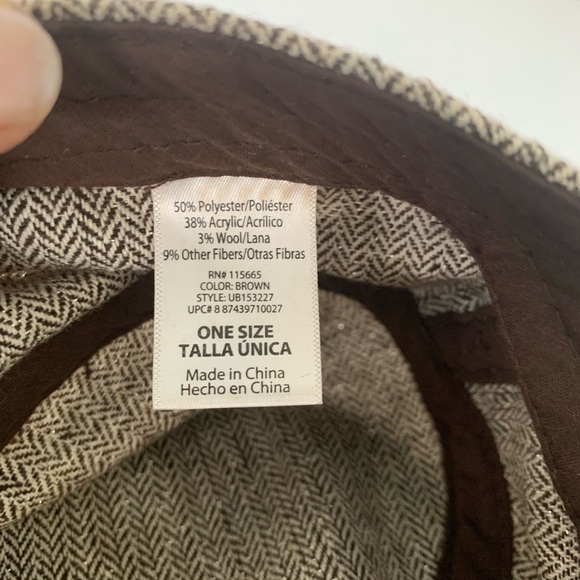 50% Polyester/Poliéster
38% Acrylic/Acrílico
3% Wool/Lana
9% Other Fibers/Otras Fibras
RN# 115665
COLOR: BROWN
STYLE: UB153227
UPC# 8 87439710027
ONE SIZE
TALLA ÚNICA
Made in China
Hecho en China